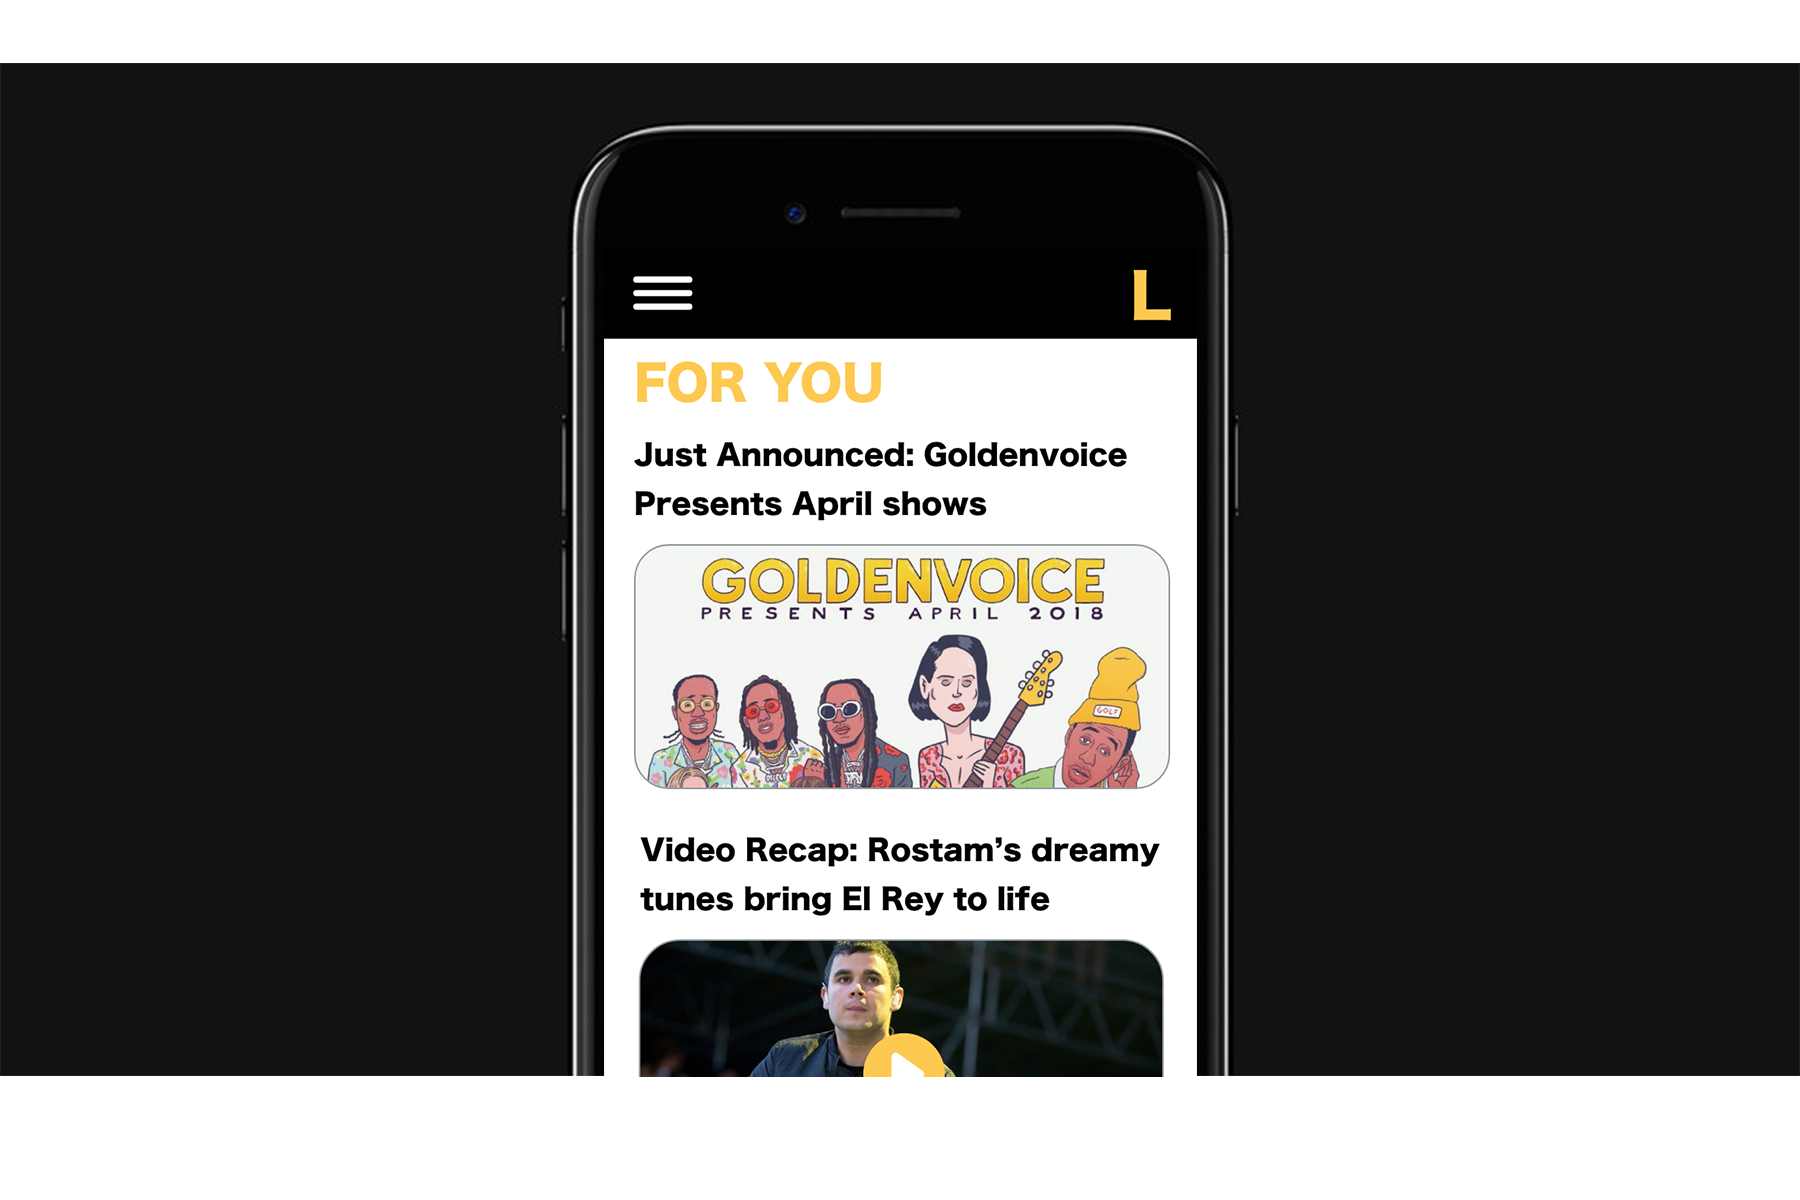 L
FOR YOU
Just Announced: Goldenvoice
Presents April shows
GOLDENVOICE
PRESENTS APRIL 2018
GOLF
Video Recap: Rostam’s dreamy
tunes bring El Rey to life